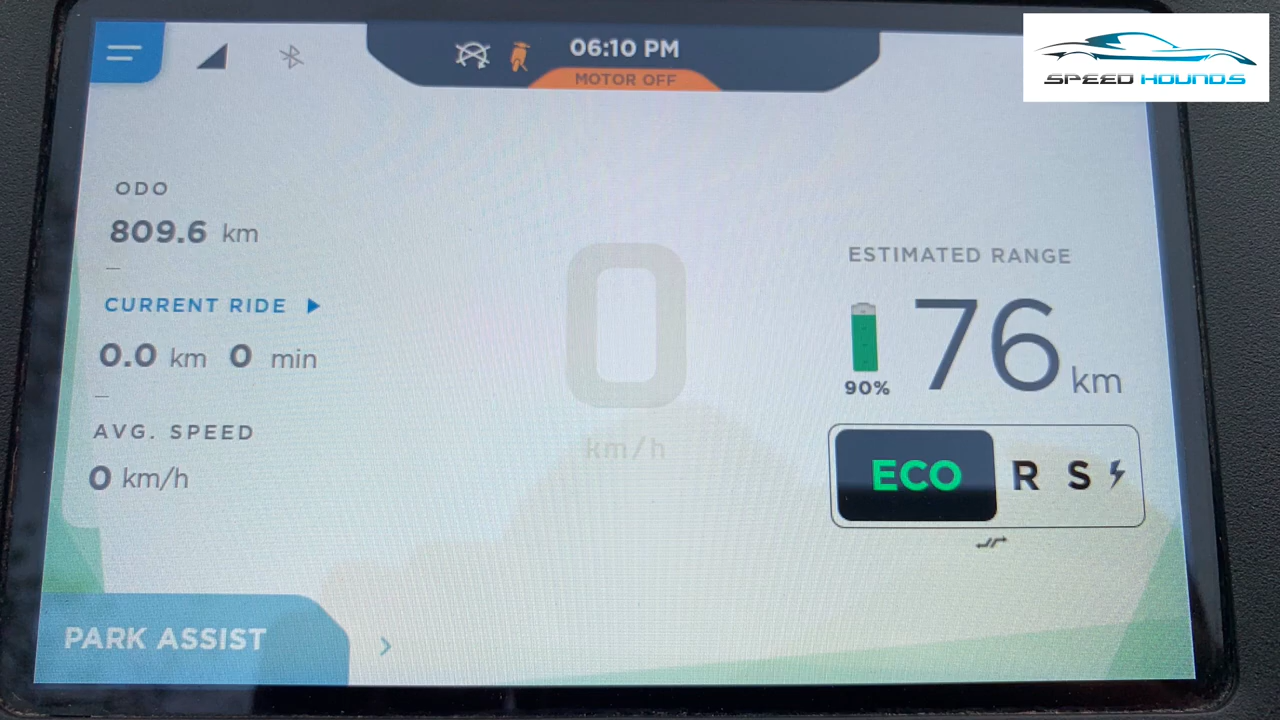 06:10 PM
MOTOR OFF
SPEED HOUNDS
ODO
809.6 km
CURRENT RIDE
0.0 km 0 min
AVG. SPEED
0 km/h
0
km/h
ESTIMATED RANGE
76 km
90%
ECO R S
PARK ASSIST